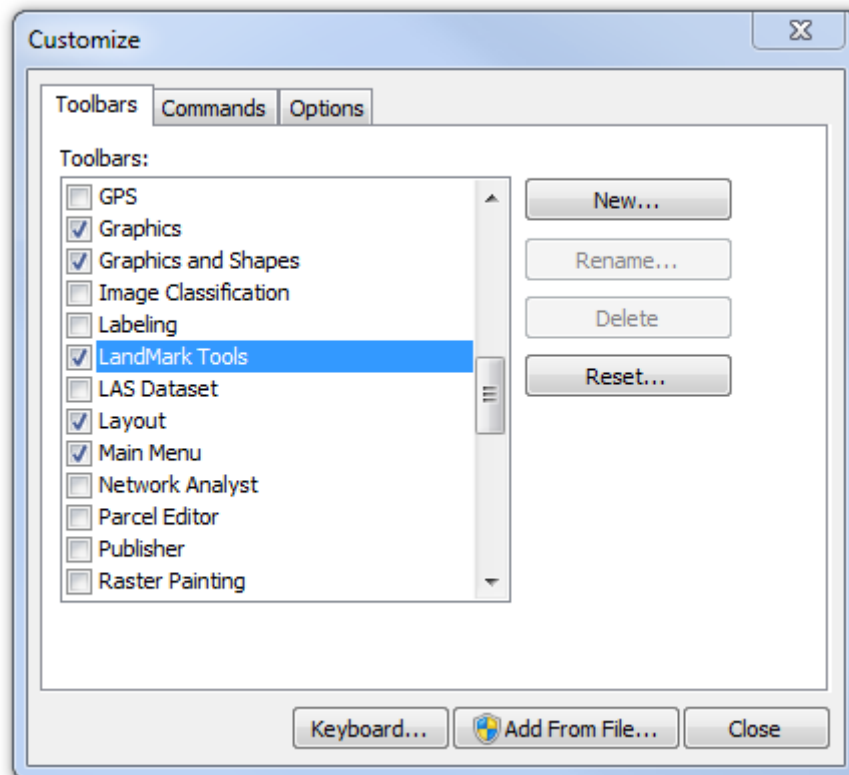 Customize
Toolbars Commands Options
Toolbars:
GPS
Graphics
Graphics and Shapes
Image Classification
Labeling
LandMark Tools
LAS Dataset
Layout
Main Menu
Network Analyst
Parcel Editor
Publisher
Raster Painting
New...
Rename...
Delete
Reset...
Keyboard... Add From File... Close